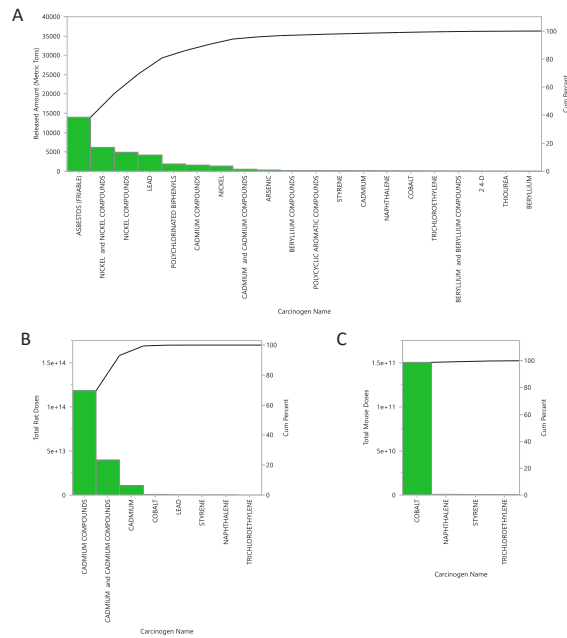 A
40000
35000
30000
25000
20000
15000
10000
5000
0
Released Amount (Metric Tons)
100
80
60
40
20
0
Cum Percent
ASBESTOS (FRIABLE)
NICKEL and NICKEL COMPOUNDS
NICKEL COMPOUNDS
LEAD
POLYCHLORINATED BIPHENYLS
CADMIUM COMPOUNDS
NICKEL
CADMIUM and CADMIUM COMPOUNDS
ARSENIC
BERYLLIUM COMPOUNDS
POLYCYCLIC AROMATIC COMPOUNDS
STYRENE
CADMIUM
NAPHTHALENE
COBALT
TRICHLOROETHYLENE
BERYLLIUM and BERYLLIUM COMPOUNDS
2 4-D
THIOUREA
BERYLLIUM
Carcinogen Name
B
1.5e+14
1e+14
5e+13
0
Total Rat Doses
100
80
60
40
20
0
Cum Percent
CADMIUM COMPOUNDS
CADMIUM and CADMIUM COMPOUNDS
CADMIUM
COBALT
LEAD
STYRENE
NAPHTHALENE
TRICHLOROETHYLENE
Carcinogen Name
C
1.5e+11
1e+11
5e+10
0
Total Mouse Doses
100
80
60
40
20
0
Cum Percent
COBALT
NAPHTHALENE
STYRENE
TRICHLOROETHYLENE
Carcinogen Name